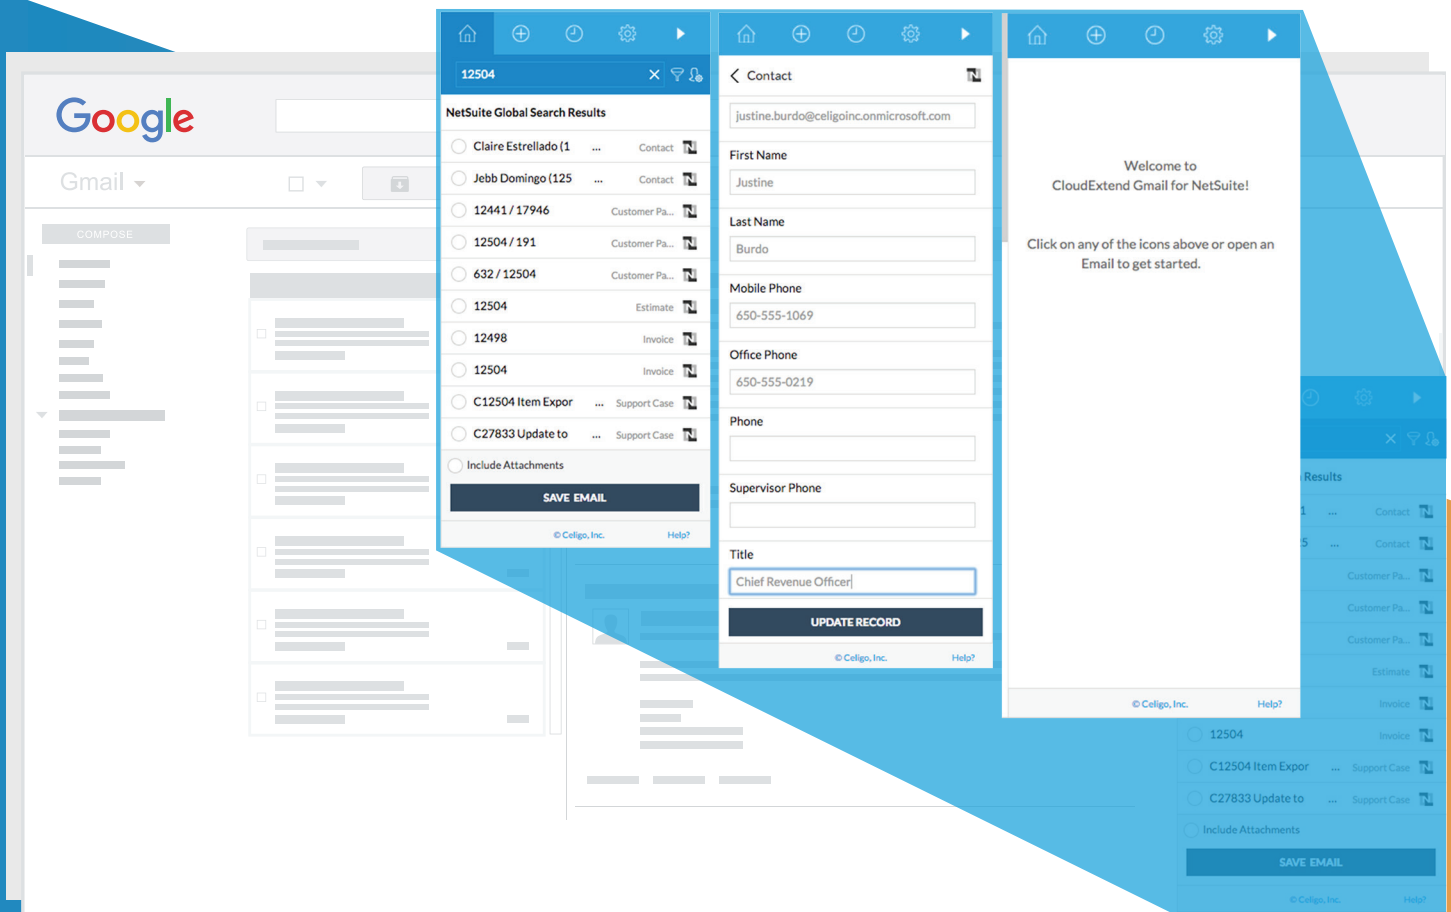 Google
Gmail
COMPOSE
12504
NetSuite Global Search Results
Claire Estrellado (1 ... Contact
Jebb Domingo (125 ... Contact
12441 / 17946 Customer Pa...
12504 / 191 Customer Pa...
632 / 12504 Customer Pa...
12504 Estimate
12498 Invoice
12504 Invoice
C12504 Item Expor ... Support Case
C27833 Update to ... Support Case
Include Attachments
SAVE EMAIL
© Celigo, Inc. Help?
Contact
justine.burdo@celigoinc.onmicrosoft.com
First Name
Justine
Last Name
Burdo
Mobile Phone
650-555-1069
Office Phone
650-555-0219
Phone
Supervisor Phone
Title
Chief Revenue Officer
UPDATE RECORD
© Celigo, Inc. Help?
Welcome to
CloudExtend Gmail for NetSuite!
Click on any of the icons above or open an
Email to get started.
© Celigo, Inc. Help?
Results
1 ... Contact
5 ... Contact
Customer Pa...
Customer Pa...
Customer Pa...
Estimate
Invoice
12504 Invoice
C12504 Item Expor ... Support Case
C27833 Update to ... Support Case
Include Attachments
SAVE EMAIL
© Celigo, Inc. Help?